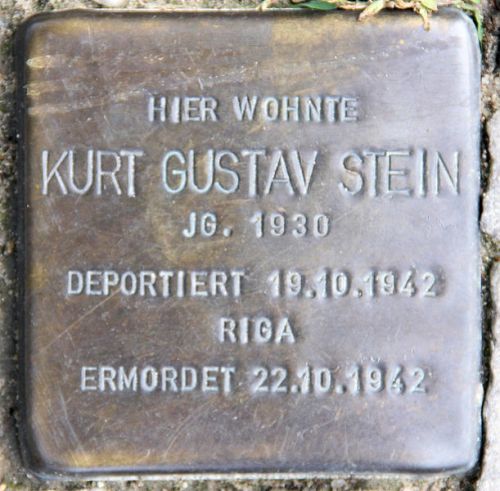 HIER WOHNTE
KURT GUSTAV STEIN
JG. 1930
DEPORTIERT 19.10.1942
RIGA
ERMORDET 22.10.1942